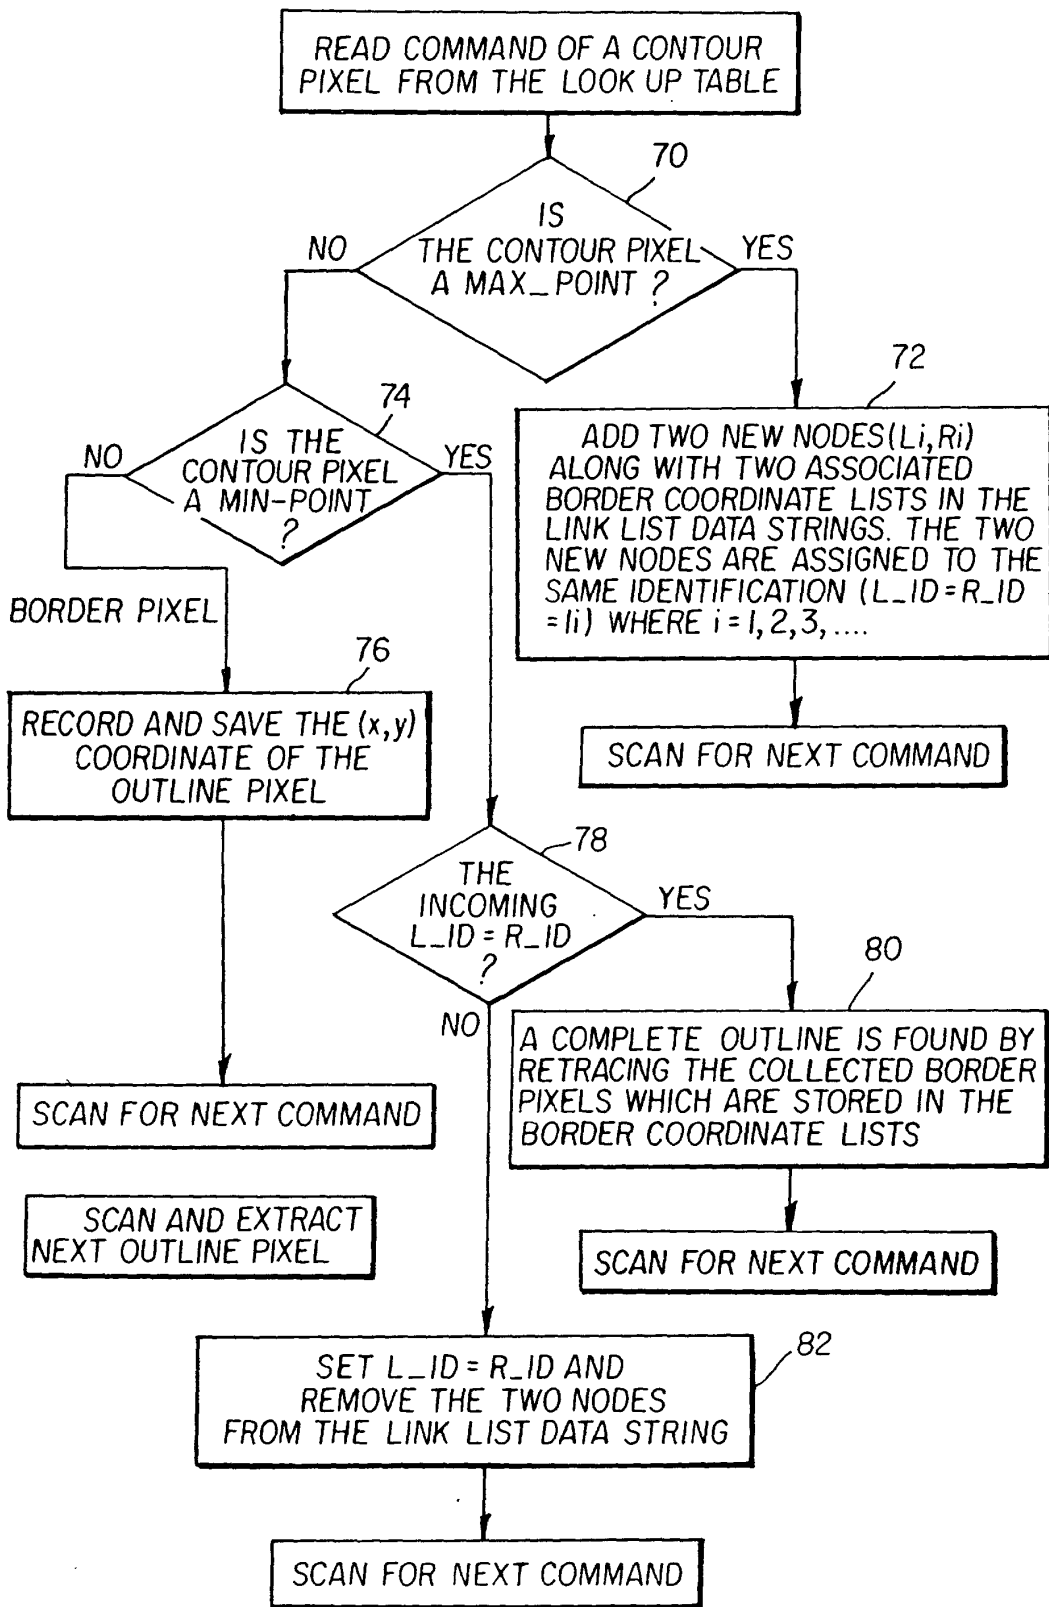 READ COMMAND OF A CONTOUR
PIXEL FROM THE LOOK UP TABLE
70
IS
THE CONTOUR PIXEL
A MAX_POINT ?
NO
YES
72
ADD TWO NEW NODES(Li,Ri)
ALONG WITH TWO ASSOCIATED
BORDER COORDINATE LISTS IN THE
LINK LIST DATA STRINGS. THE TWO
NEW NODES ARE ASSIGNED TO THE
SAME IDENTIFICATION (L_ID=R_ID
=Ii) WHERE i=1,2,3,....
SCAN FOR NEXT COMMAND
74
IS THE
CONTOUR PIXEL
A MIN-POINT
?
NO
YES
BORDER PIXEL
76
RECORD AND SAVE THE (x,y)
COORDINATE OF THE
OUTLINE PIXEL
SCAN FOR NEXT COMMAND
SCAN AND EXTRACT
NEXT OUTLINE PIXEL
78
THE
INCOMING
L_ID=R_ID
?
YES
NO
80
A COMPLETE OUTLINE IS FOUND BY
RETRACING THE COLLECTED BORDER
PIXELS WHICH ARE STORED IN THE
BORDER COORDINATE LISTS
SCAN FOR NEXT COMMAND
82
SET L_ID = R_ID AND
REMOVE THE TWO NODES
FROM THE LINK LIST DATA STRING
SCAN FOR NEXT COMMAND